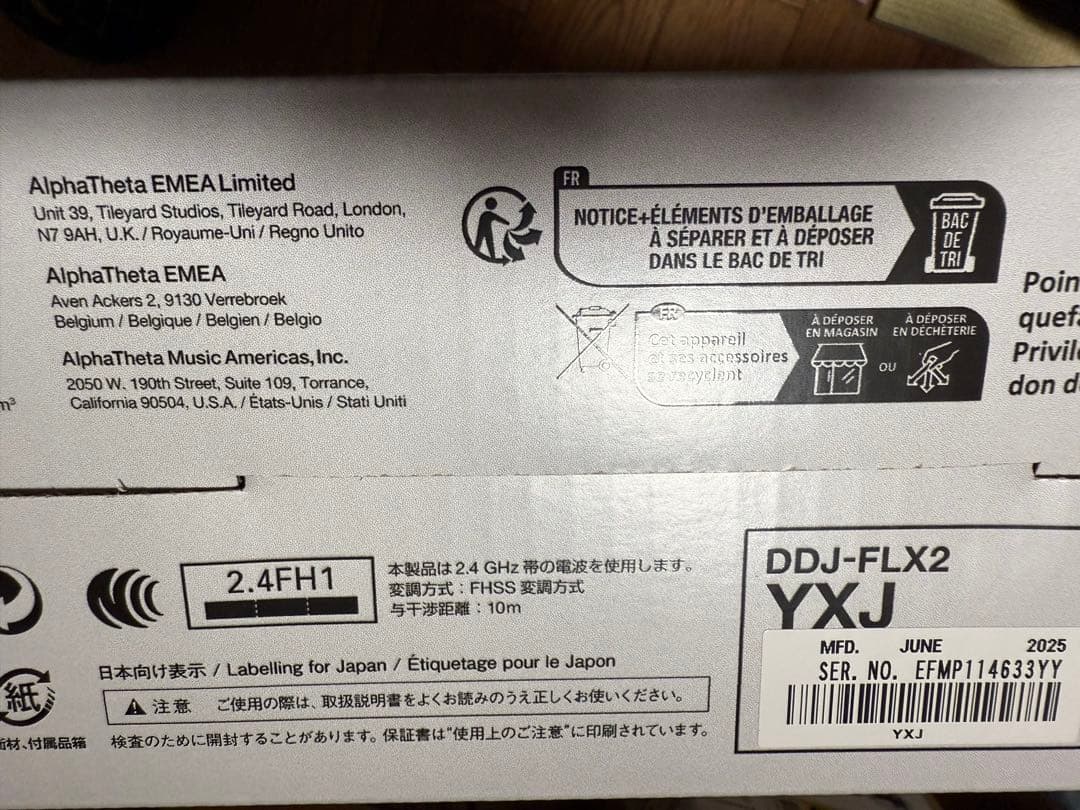 AlphaTheta EMEA Limited
Unit 39, Tileyard Studios, Tileyard Road, London,
N7 9AH, U.K. / Royaume-Uni / Regno Unito
AlphaTheta EMEA
Aven Ackers 2, 9130 Verrebroek
Belgium / Belgique / Belgien / Belgio
AlphaTheta Music Americas, Inc.
2050 W. 190th Street, Suite 109, Torrance,
California 90504, U.S.A. / États-Unis / Stati Uniti
m³
FR
NOTICE+ÉLÉMENTS D'EMBALLAGE
À SÉPARER ET À DÉPOSER
DANS LE BAC DE TRI
BAC
DE
TRI
FR
Cet appareil
et ses accessoires
se recyclent
À DÉPOSER
EN MAGASIN
OU
À DÉPOSER
EN DÉCHÈTERIE
Poin
quef
Privil
don d
2.4FH1
本製品は2.4 GHz 帯の電波を使用します。
変調方式：FHSS 変調方式
与干渉距離：10m
日本向け表示 / Labelling for Japan / Étiquetage pour le Japon
注意 ご使用の際は、取扱説明書をよくお読みのうえ正しくお使いください。
検査のために開封することがあります。保証書は"使用上のご注意"に印刷されています。
紙
材、付属品箱
DDJ-FLX2
YXJ
MFD. JUNE 2025
SER. NO. EFMP114633YY
YXJ